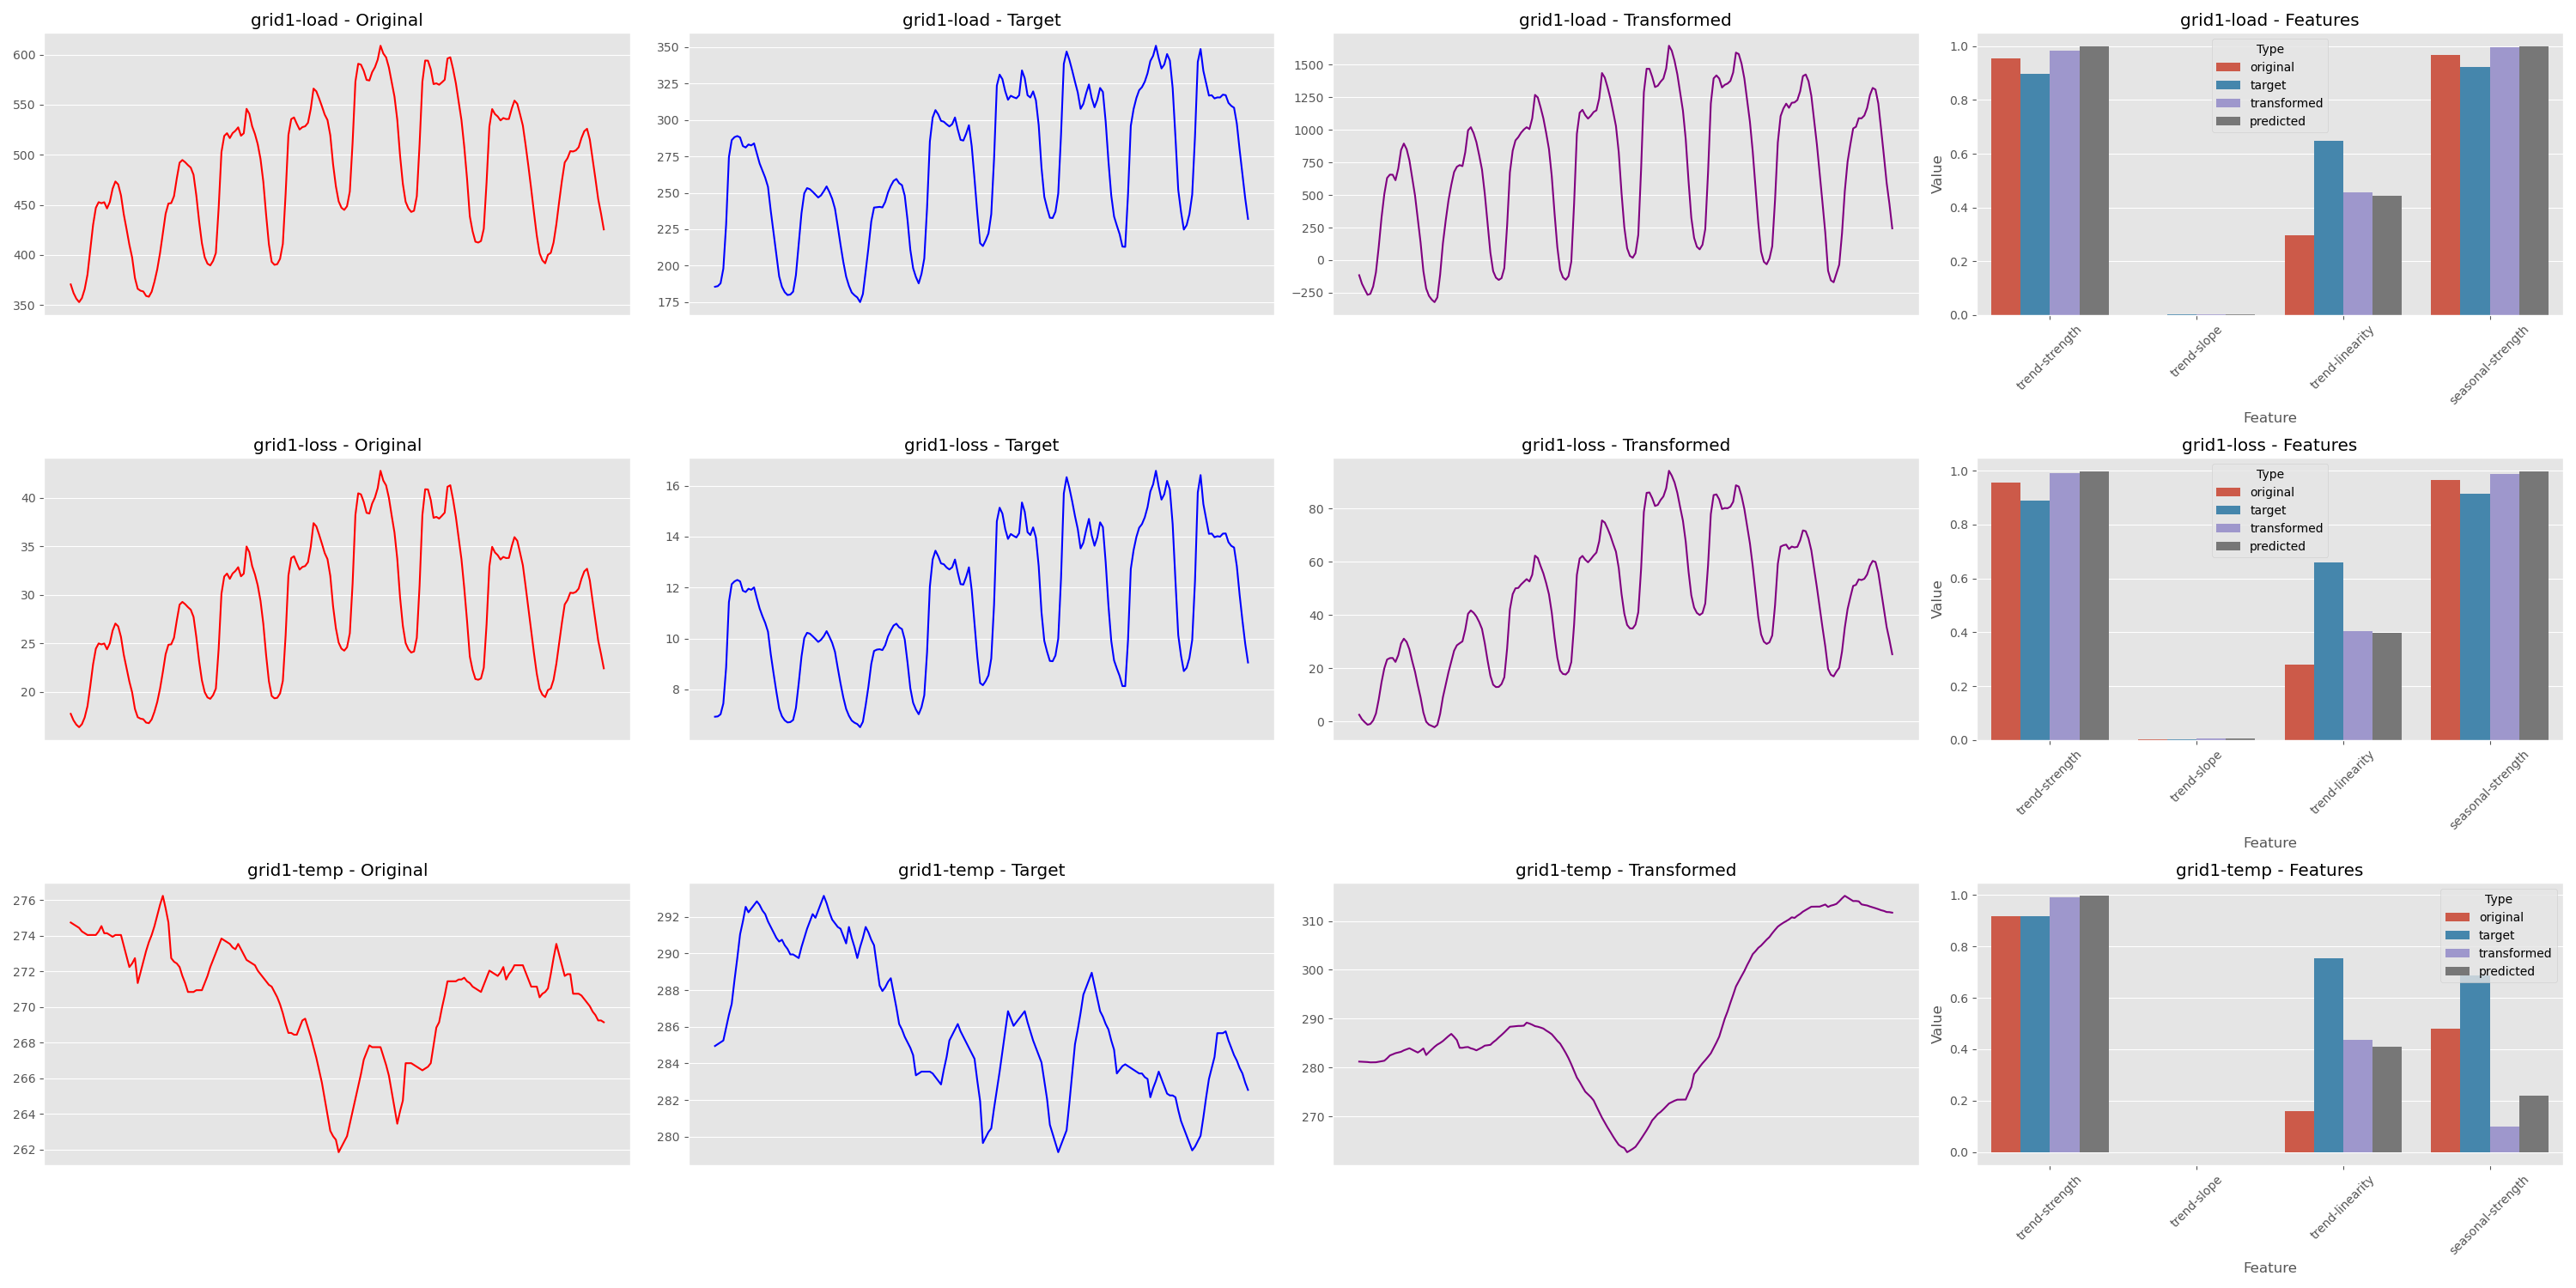 grid1-load - Original
600
550
500
450
400
350
grid1-load - Target
350
325
300
275
250
225
200
175
grid1-load - Transformed
1500
1250
1000
750
500
250
0
−250
grid1-load - Features
Value
1.0
0.8
0.6
0.4
0.2
0.0
Type
original
target
transformed
predicted
trend-strength
trend-slope
trend-linearity
seasonal-strength
Feature
grid1-loss - Original
40
35
30
25
20
grid1-loss - Target
16
14
12
10
8
grid1-loss - Transformed
80
60
40
20
0
grid1-loss - Features
Value
1.0
0.8
0.6
0.4
0.2
0.0
Type
original
target
transformed
predicted
trend-strength
trend-slope
trend-linearity
seasonal-strength
Feature
grid1-temp - Original
276
274
272
270
268
266
264
262
grid1-temp - Target
292
290
288
286
284
282
280
grid1-temp - Transformed
310
300
290
280
270
grid1-temp - Features
Value
1.0
0.8
0.6
0.4
0.2
0.0
Type
original
target
transformed
predicted
trend-strength
trend-slope
trend-linearity
seasonal-strength
Feature